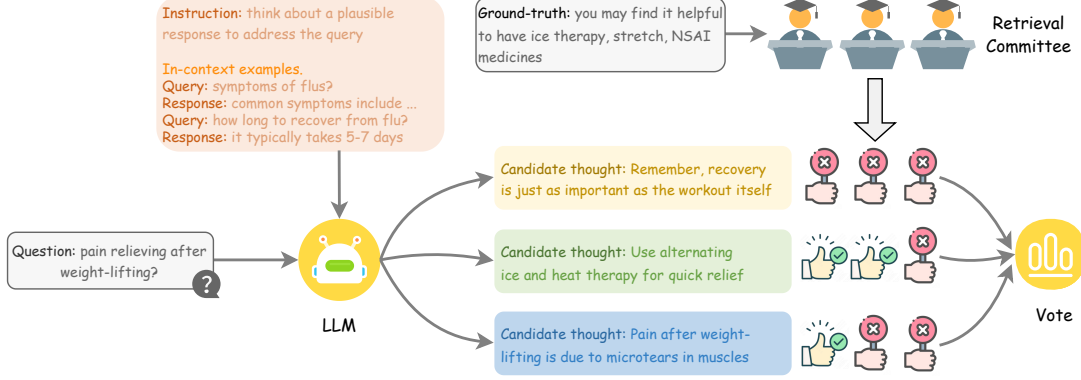 Instruction: think about a plausible
response to address the query
In-context examples.
Query: symptoms of flus?
Response: common symptoms include ...
Query: how long to recover from flu?
Response: it typically takes 5-7 days
Ground-truth: you may find it helpful
to have ice therapy, stretch, NSAI
medicines
Retrieval
Committee
Question: pain relieving after
weight-lifting?
?
LLM
Candidate thought: Remember, recovery
is just as important as the workout itself
Candidate thought: Use alternating
ice and heat therapy for quick relief
Candidate thought: Pain after weight-
lifting is due to microtears in muscles
Vote